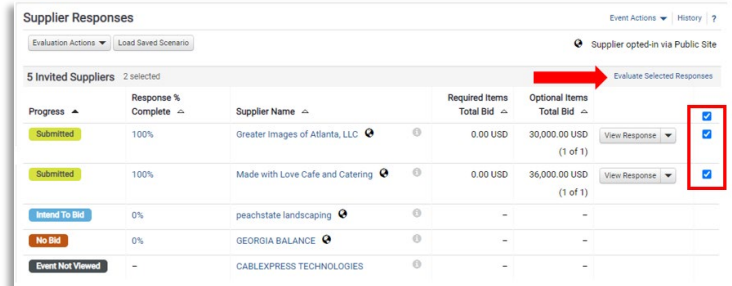 Supplier Responses
Event Actions History ?
Evaluation Actions Load Saved Scenario
Supplier opted-in via Public Site
5 Invited Suppliers 2 selected
Evaluate Selected Responses
Progress Response % Complete Supplier Name Required Items Total Bid Optional Items Total Bid
Submitted 100% Greater Images of Atlanta, LLC 0.00 USD 30,000.00 USD View Response
(1 of 1)
Submitted 100% Made with Love Cafe and Catering 0.00 USD 36,000.00 USD View Response
(1 of 1)
Intend To Bid 0% peachstate landscaping – –
No Bid 0% GEORGIA BALANCE – –
Event Not Viewed – CABLEXPRESS TECHNOLOGIES – –